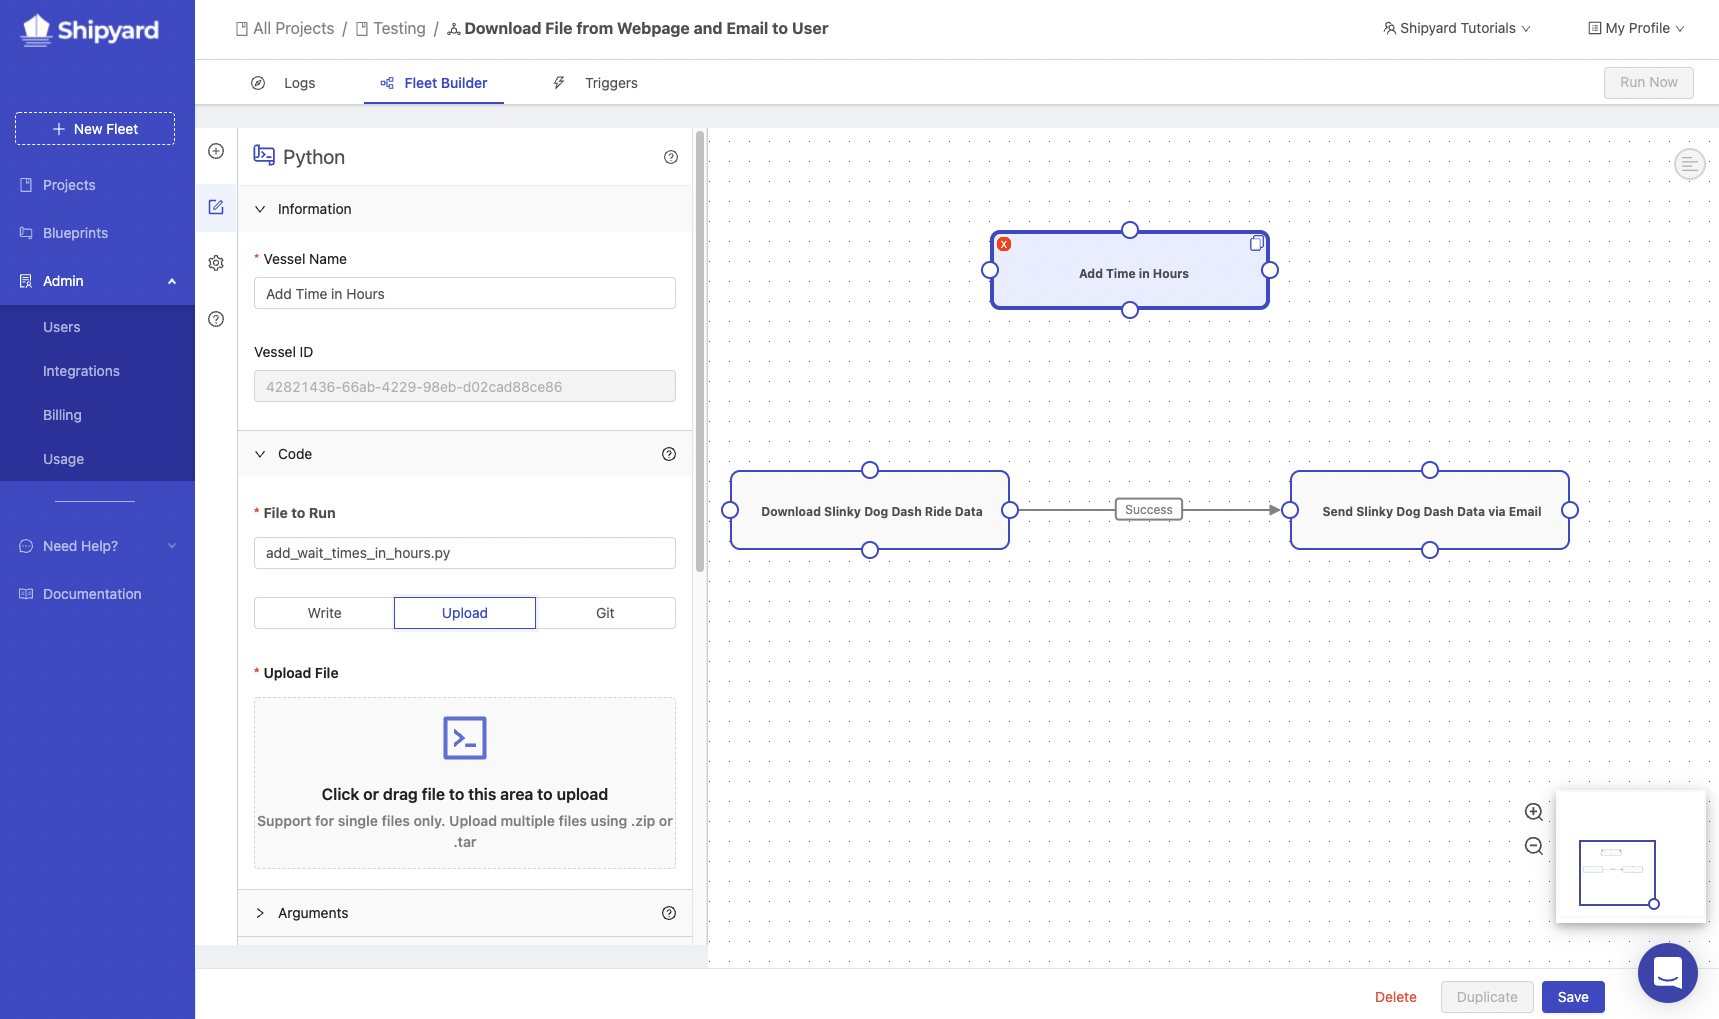 Shipyard
All Projects / Testing / Download File from Webpage and Email to User
Shipyard Tutorials
My Profile
Logs
Fleet Builder
Triggers
Run Now
New Fleet
Projects
Blueprints
Admin
Users
Integrations
Billing
Usage
Need Help?
Documentation
Python
Information
* Vessel Name
Add Time in Hours
Vessel ID
42821436-66ab-4229-98eb-d02cad88ce86
Code
* File to Run
add_wait_times_in_hours.py
Write
Upload
Git
* Upload File
Click or drag file to this area to upload
Support for single files only. Upload multiple files using .zip or
.tar
Arguments
X
Add Time in Hours
Download Slinky Dog Dash Ride Data
Success
Send Slinky Dog Dash Data via Email
Delete
Duplicate
Save